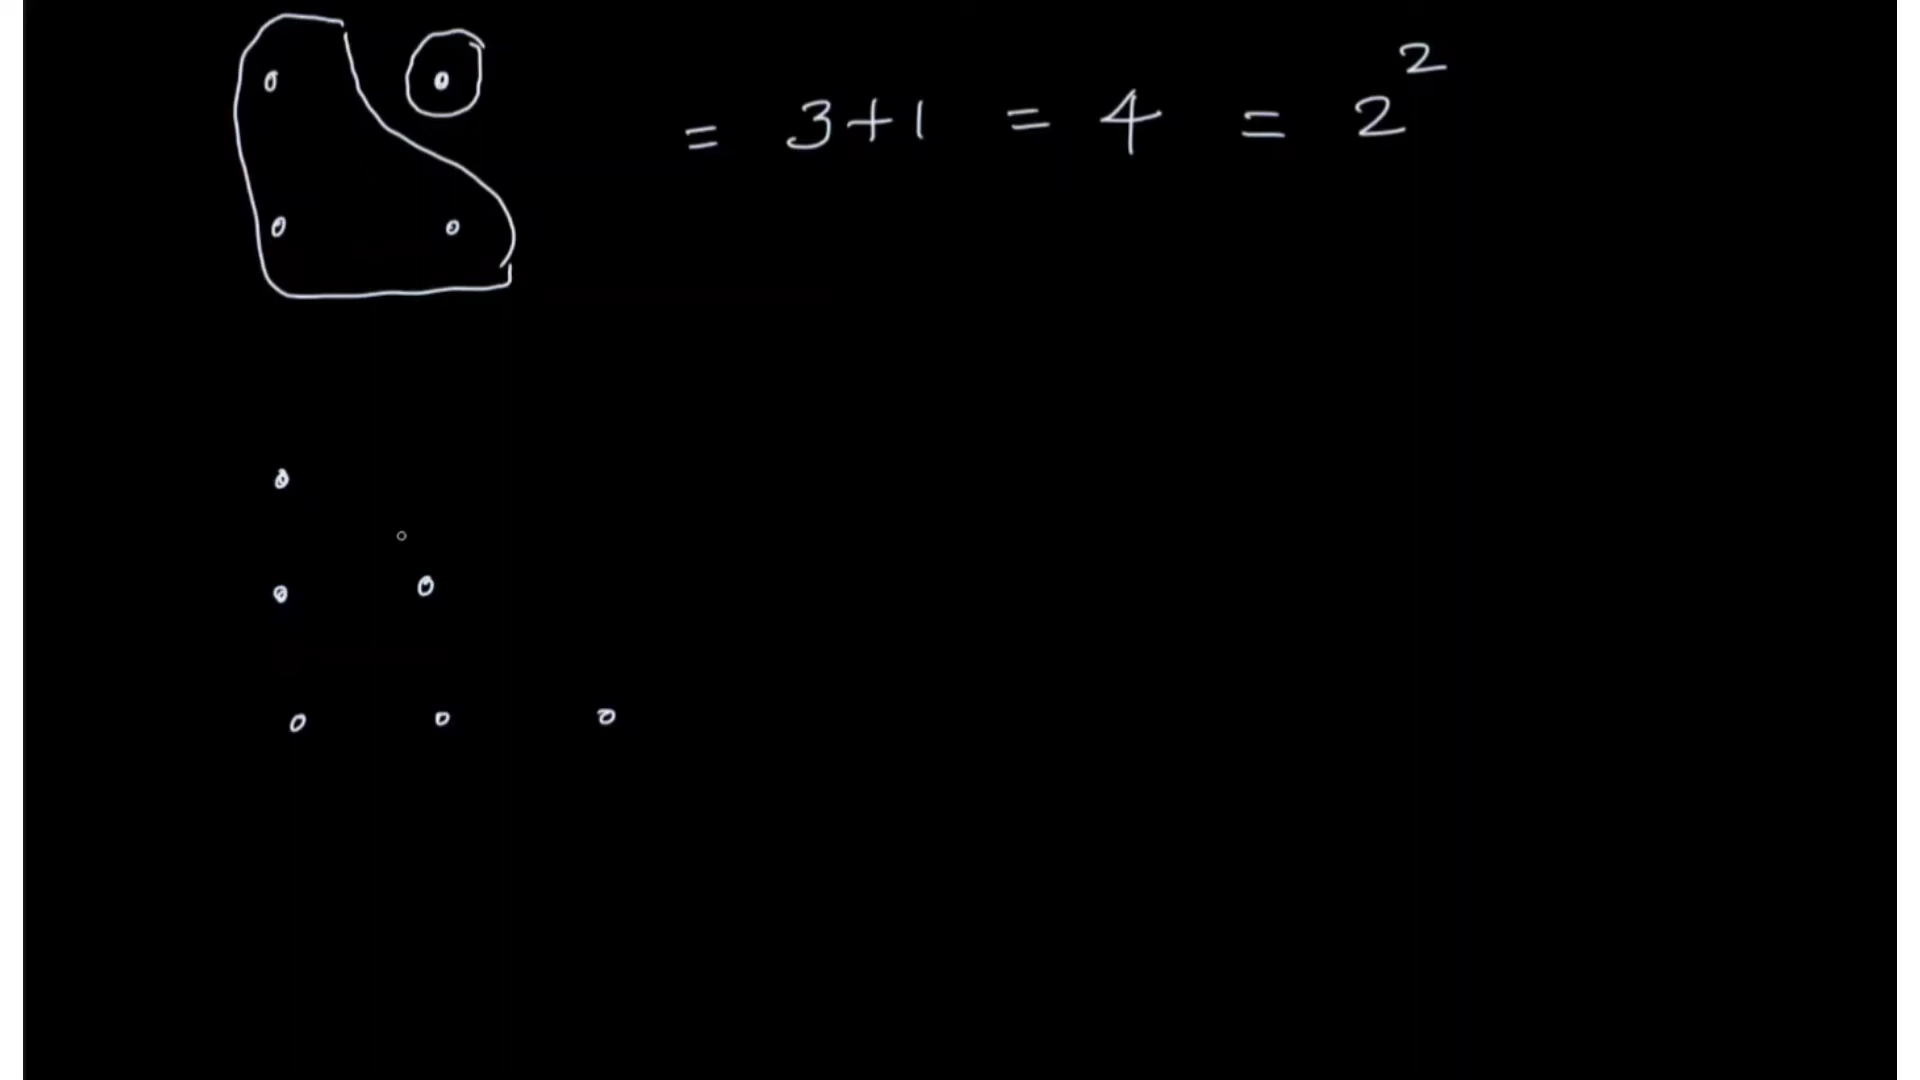 = 3+1 = 4 = 2²